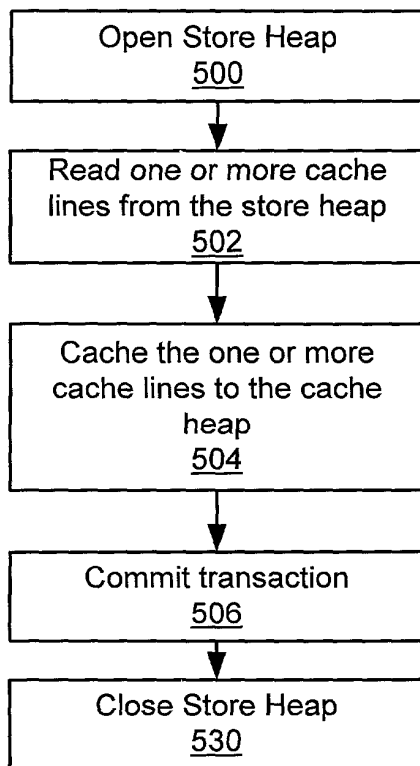 Open Store Heap
500
Read one or more cache
lines from the store heap
502
Cache the one or more
cache lines to the cache
heap
504
Commit transaction
506
Close Store Heap
530